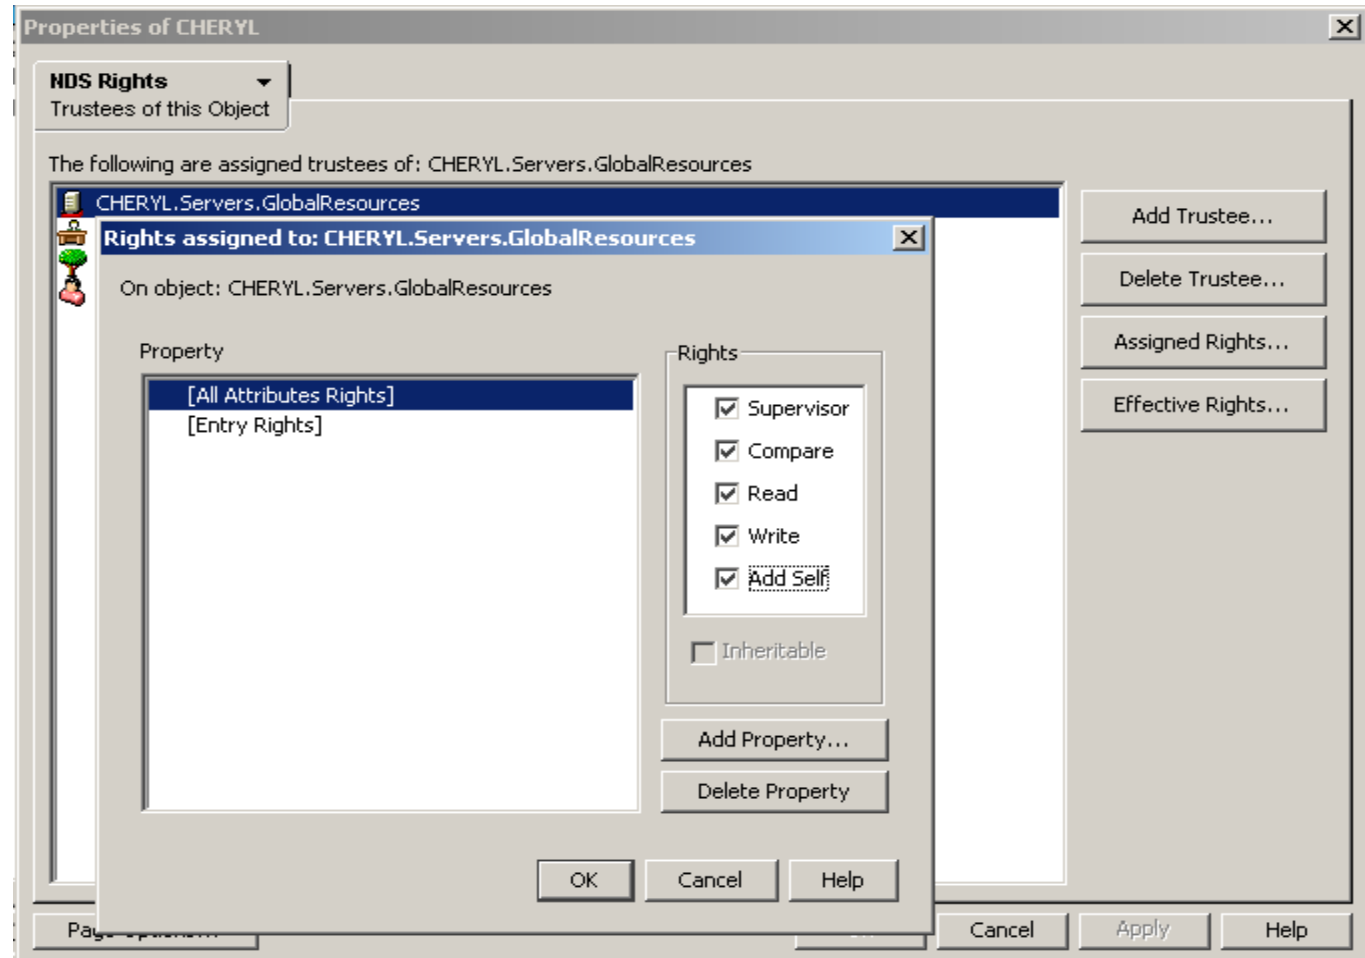 Properties of CHERYL
NDS Rights
Trustees of this Object
The following are assigned trustees of: CHERYL.Servers.GlobalResources
CHERYL.Servers.GlobalResources
Add Trustee...
Rights assigned to: CHERYL.Servers.GlobalResources
Delete Trustee...
On object: CHERYL.Servers.GlobalResources
Assigned Rights...
Property
Rights
[All Attributes Rights]
Supervisor
Effective Rights...
[Entry Rights]
Compare
Read
Write
Add Self
Inheritable
Add Property...
Delete Property
OK
Cancel
Help
Cancel
Apply
Help